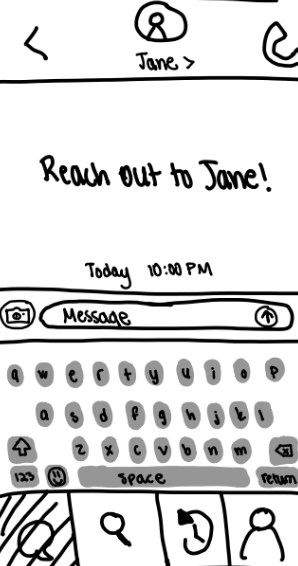 Jane >
Reach out to Jane!
Today 10:00 PM
Message
q w e r t y u i o p
a s d f g h j k l
z x c v b n m
123 space return